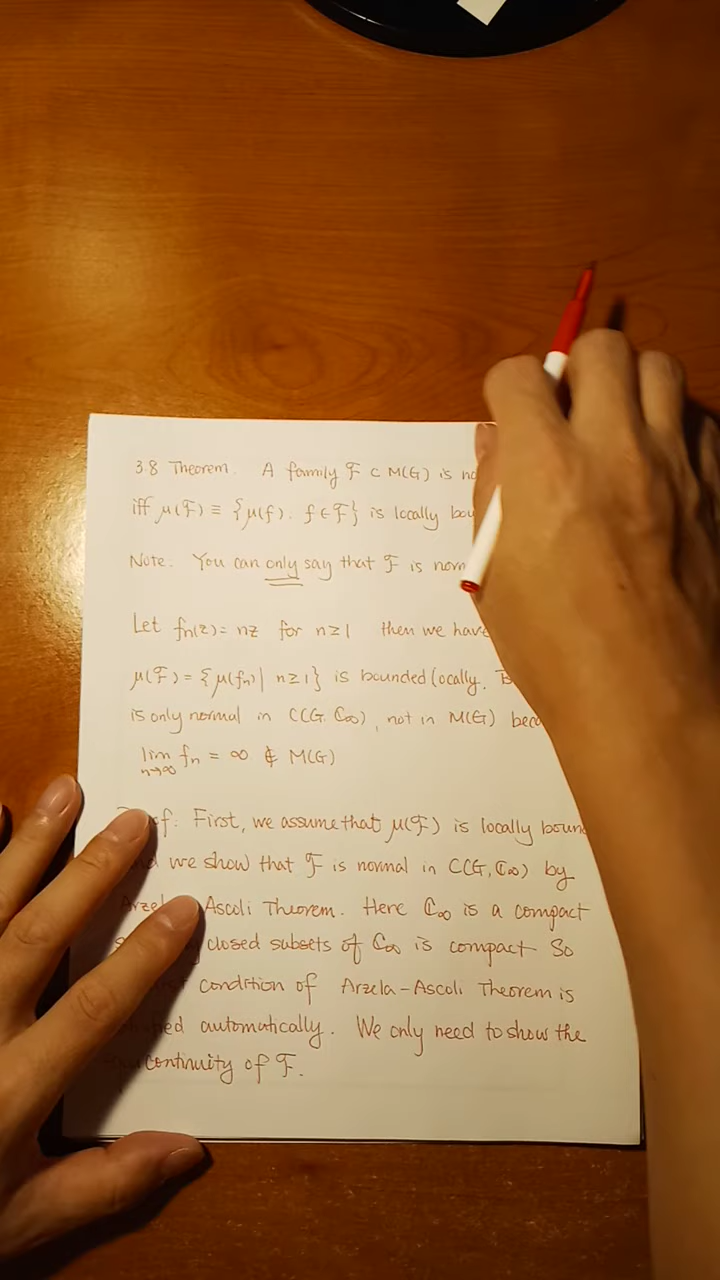 3.8 Theorem. A family ℱ ⊂ M(G) is
iff μ(ℱ) ≡ {μ(f) : f ∈ ℱ} is locally
Note: You can only say that ℱ is
Let fn(z) = nz for n ≥ 1 then we have
μ(ℱ) = {μ(fn) | n ≥ 1} is bounded locally.
is only normal in C(G, ℂ∞), not in M(G)
lim n→∞ fn = ∞ ∉ M(G)
First, we assume that μ(ℱ) is locally
we show that ℱ is normal in C(G, ℂ∞) by
Ascoli Theorem. Here ℂ∞ is a compact
closed subsets of ℂ∞ is compact So
condition of Arzela-Ascoli Theorem is
automatically. We only need to show the
continuity of ℱ.